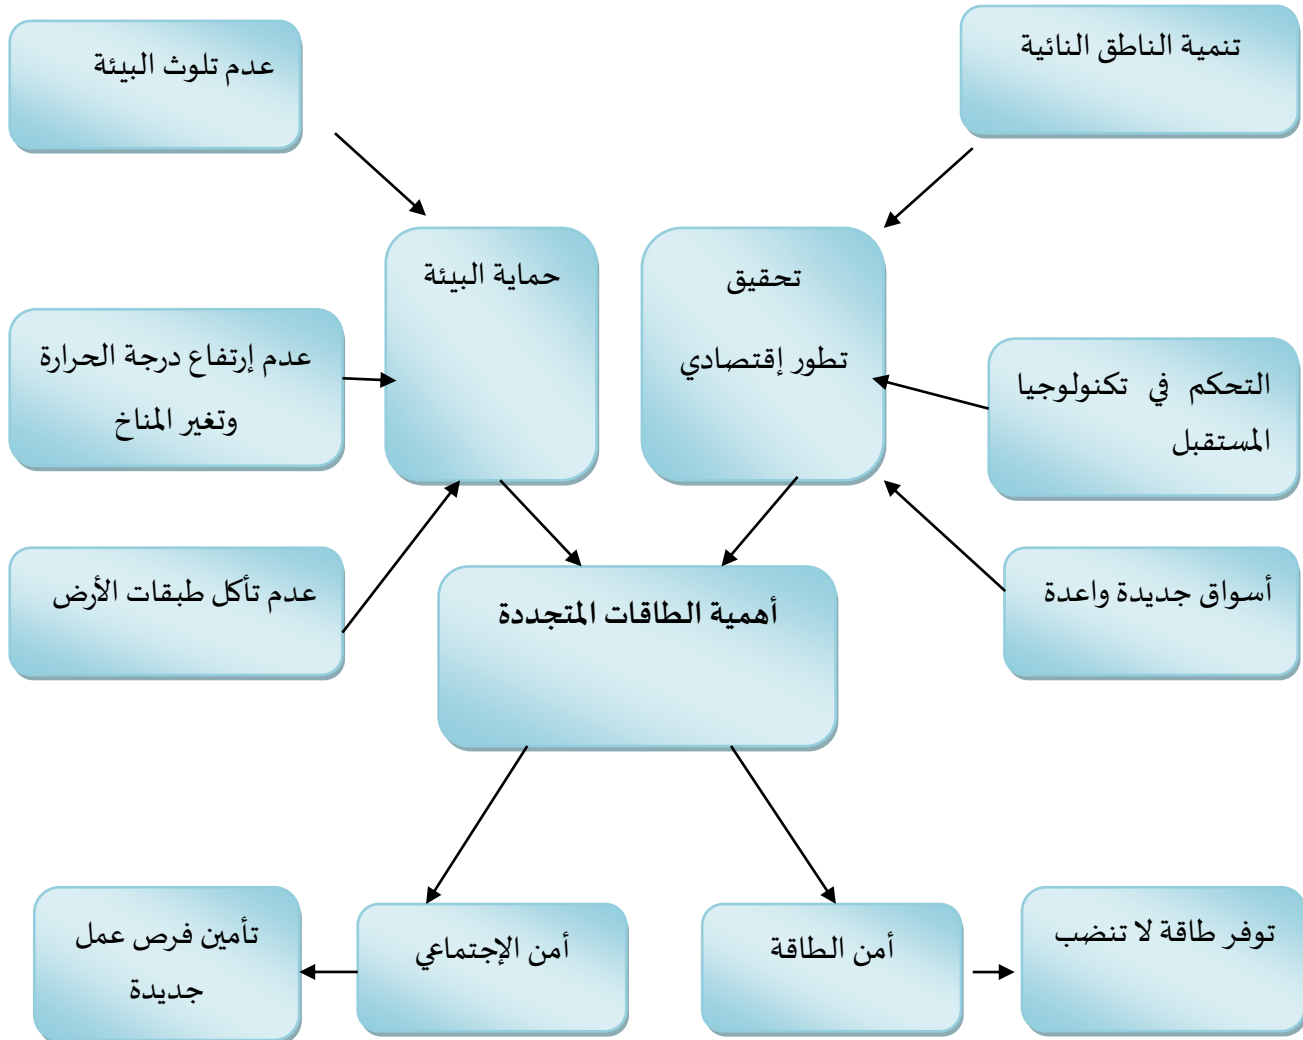 تنمية الناطق النائية
عدم تلوث البيئة
تحقيق
تطور إقتصادي
حماية البيئة
التحكم في تكنولوجيا
المستقبل
عدم إرتفاع درجة الحرارة
وتغير المناخ
أسواق جديدة واعدة
عدم تأكل طبقات الأرض
أهمية الطاقات المتجددة
توفر طاقة لا تنضب
أمن الطاقة
أمن الإجتماعي
تأمين فرص عمل
جديدة